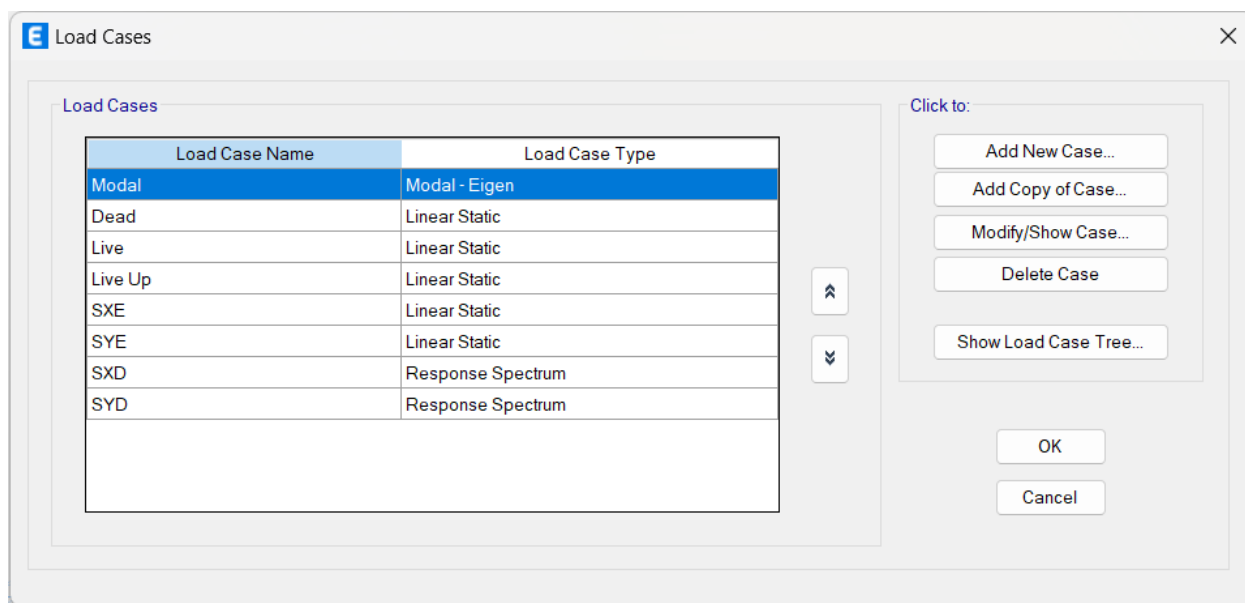 E Load Cases
Load Cases
Load Case Name Load Case Type
Modal Modal - Eigen
Dead Linear Static
Live Linear Static
Live Up Linear Static
SXE Linear Static
SYE Linear Static
SXD Response Spectrum
SYD Response Spectrum
Click to:
Add New Case...
Add Copy of Case...
Modify/Show Case...
Delete Case
Show Load Case Tree...
OK
Cancel